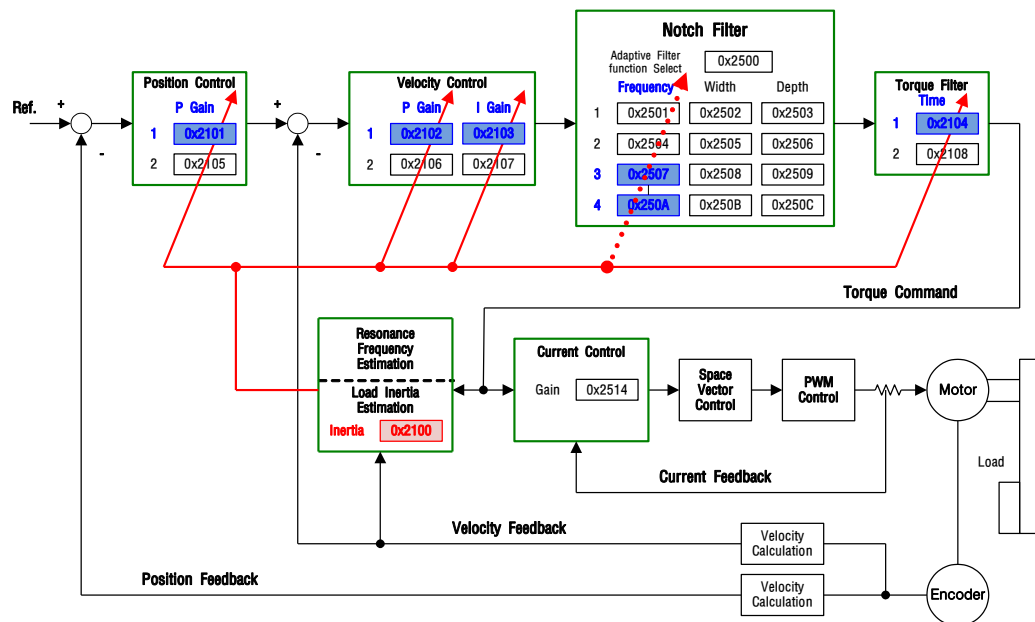 Notch Filter
Adaptive Filter
function Select
0x2500
Frequency Width Depth
1 0x2501 0x2502 0x2503
2 0x2504 0x2505 0x2506
3 0x2507 0x2508 0x2509
4 0x250A 0x250B 0x250C
Position Control
P Gain
1 0x2101
2 0x2105
Velocity Control
P Gain I Gain
1 0x2102 0x2103
2 0x2106 0x2107
Torque Filter
Time
1 0x2104
2 0x2108
Ref.
+
-
+
-
Torque Command
Resonance
Frequency
Estimation
Load Inertia
Estimation
Inertia 0x2100
Current Control
Gain 0x2514
Space
Vector
Control
PWM
Control
Motor
Load
Current Feedback
Velocity Feedback
Velocity
Calculation
Position Feedback
Velocity
Calculation
Encoder